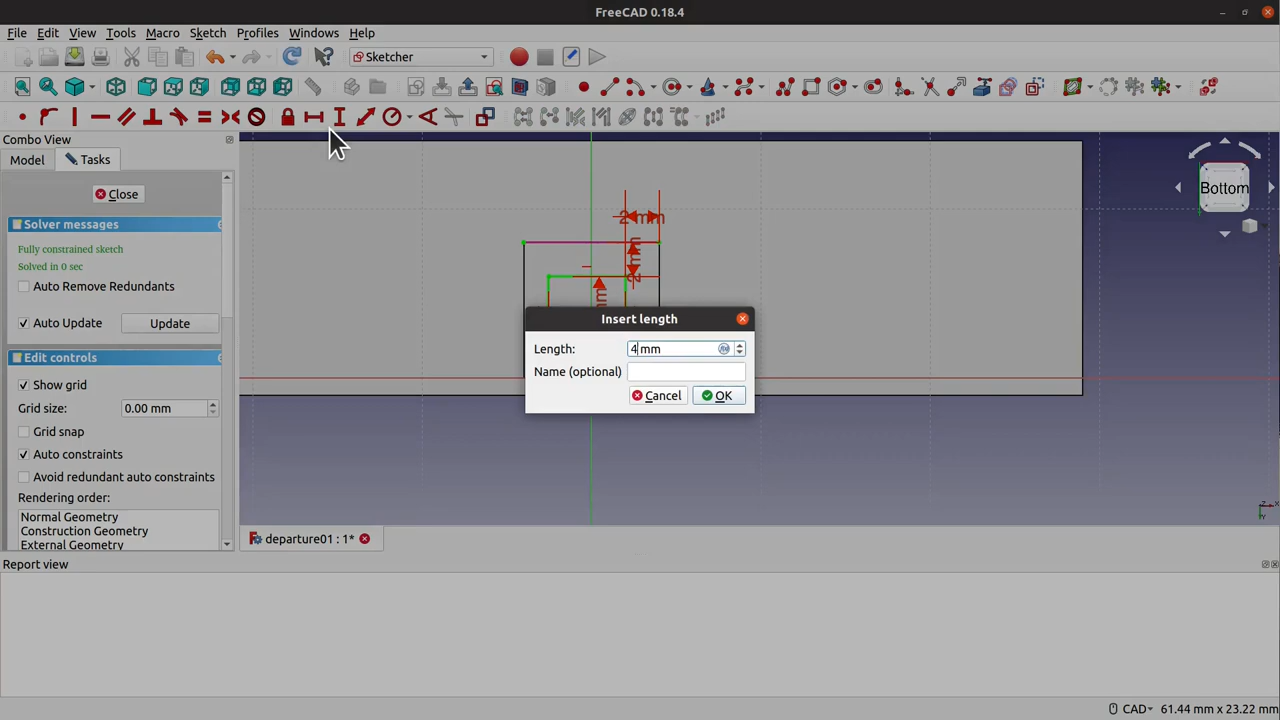 FreeCAD 0.18.4
File Edit View Tools Macro Sketch Profiles Windows Help
Sketcher
Combo View
Model Tasks
Close
Solver messages
Fully constrained sketch
Solved in 0 sec
Auto Remove Redundants
Auto Update Update
Edit controls
Show grid
Grid size: 0.00 mm
Grid snap
Auto constraints
Avoid redundant auto constraints
Rendering order:
Normal Geometry
Construction Geometry
External Geometry
2 mm
2 mm
Bottom
Insert length
Length: 4 mm
Name (optional)
Cancel OK
departure01 : 1*
Report view
CAD 61.44 mm x 23.22 mm